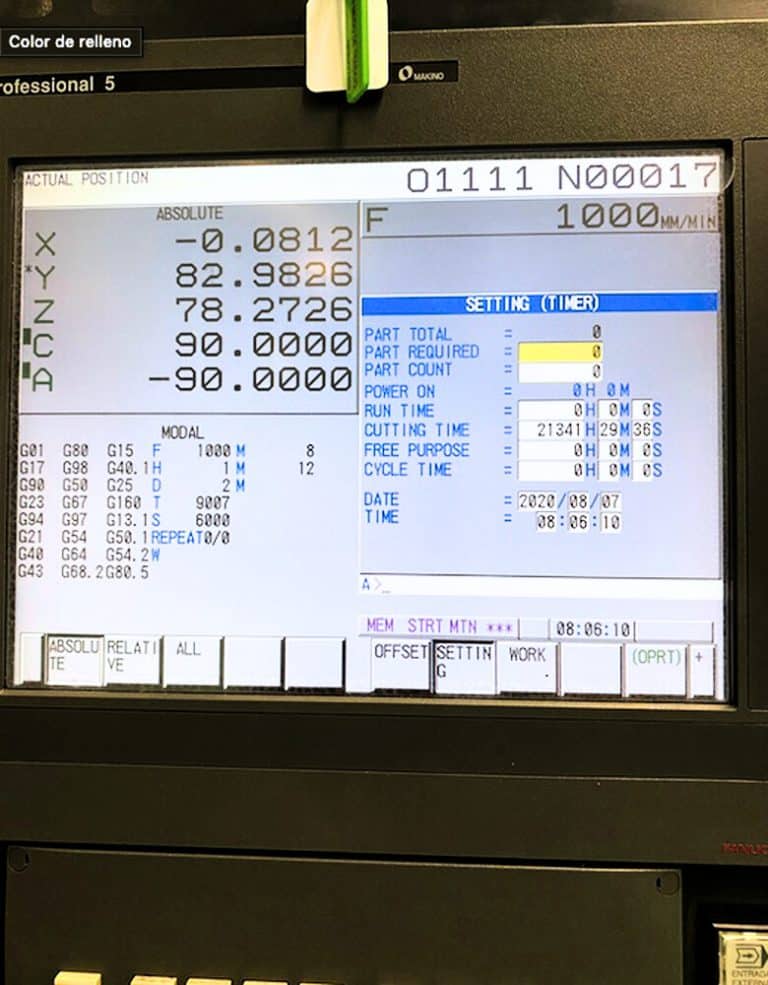 Color de relleno
rofessional 5
MAKINO
ACTUAL POSITION
O1111 N00017
ABSOLUTE
X -0.0812
*Y 82.9826
Z 78.2726
C 90.0000
A -90.0000
F 1000 MM/MIN
SETTING (TIMER)
PART TOTAL = 0
PART REQUIRED = 0
PART COUNT = 0
POWER ON = 0H 0M
RUN TIME = 0H 0M 0S
CUTTING TIME = 21341H 29M 36S
FREE PURPOSE = 0H 0M 0S
CYCLE TIME = 0H 0M 0S
DATE = 2020/08/07
TIME = 08:06:10
MODAL
G01 G80 G15 F 1000 M 8
G17 G98 G40.1 H 1 M 12
G90 G50 G25 D 2 M
G23 G67 G160 T 9007
G94 G97 G13.1 S 6000
G21 G54 G50.1 REPEAT 0/0
G40 G64 G54.2 W
G43 G68.2 G80.5
A>_
MEM STRT MTN *** 08:06:10
ABSOLUTE RELATIVE ALL OFFSET SETTING WORK (OPRT) +
ENTRADA